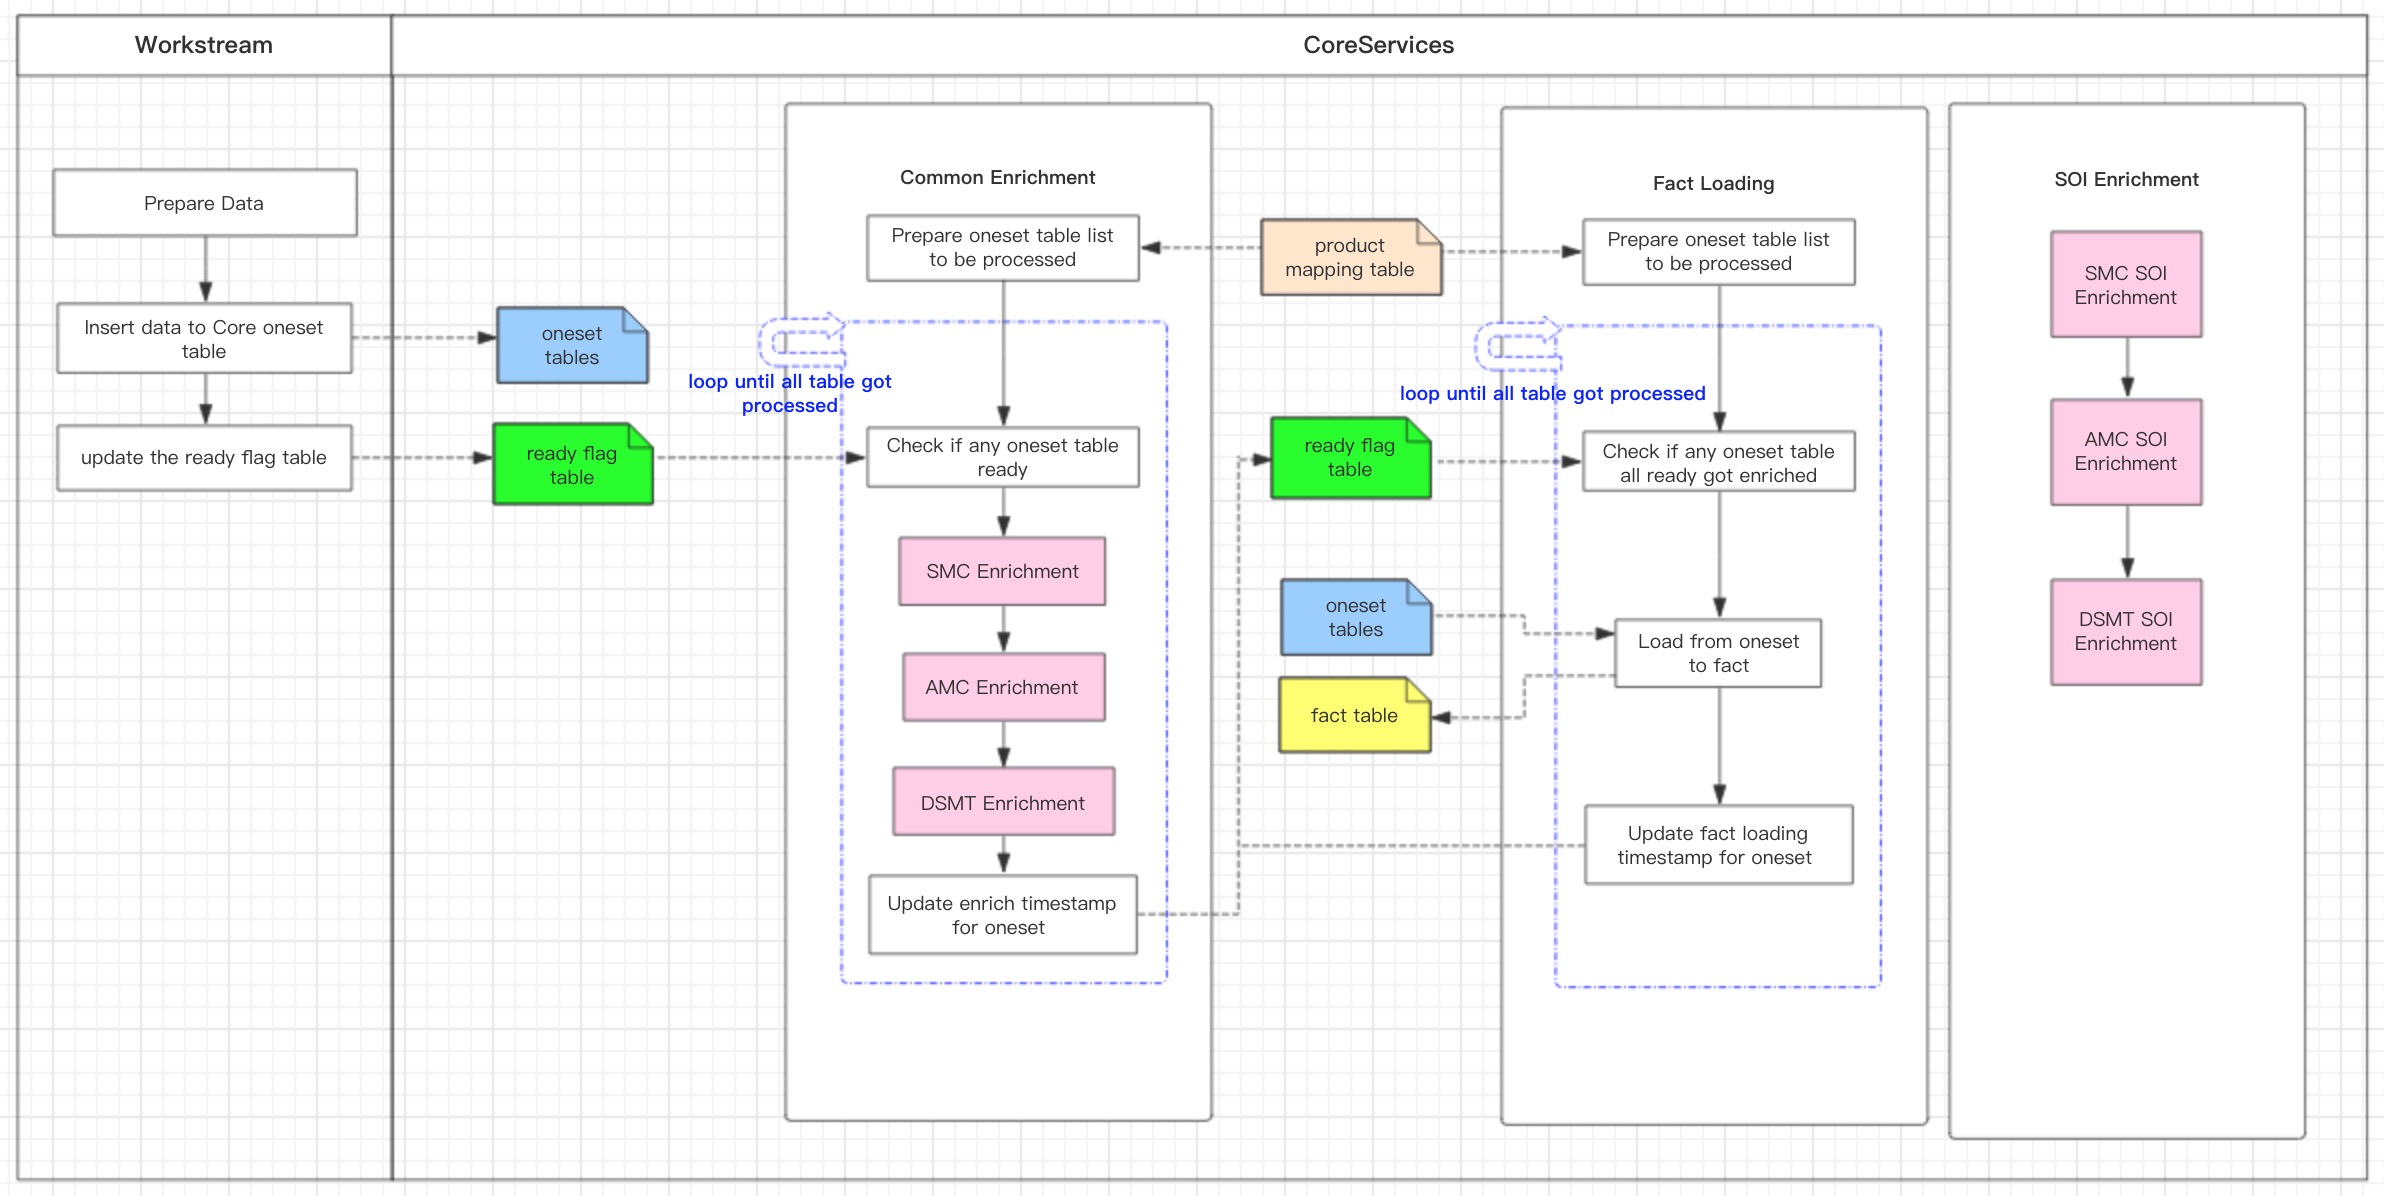 Workstream
CoreServices
Prepare Data
Insert data to Core oneset
table
update the ready flag table
oneset
tables
ready flag
table
loop until all table got
processed
Common Enrichment
Prepare oneset table list
to be processed
Check if any oneset table
ready
SMC Enrichment
AMC Enrichment
DSMT Enrichment
Update enrich timestamp
for oneset
product
mapping table
ready flag
table
oneset
tables
fact table
loop until all table got processed
Fact Loading
Prepare oneset table list
to be processed
Check if any oneset table
all ready got enriched
Load from oneset
to fact
Update fact loading
timestamp for oneset
SOI Enrichment
SMC SOI
Enrichment
AMC SOI
Enrichment
DSMT SOI
Enrichment